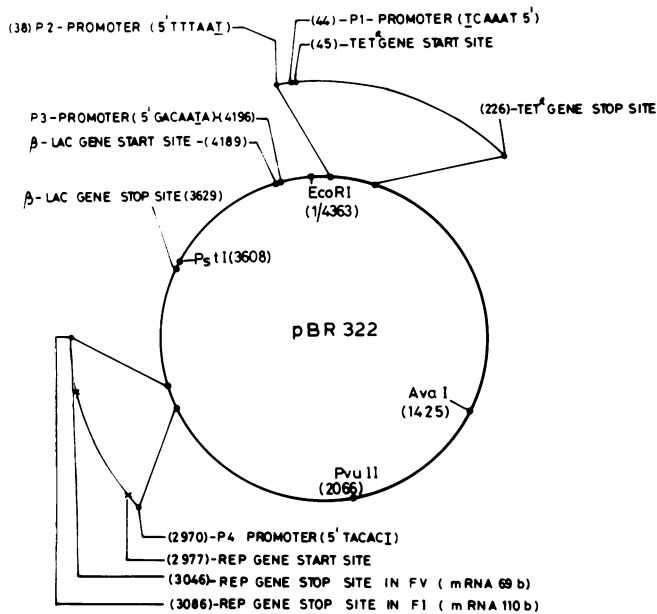 (38) P2-PROMOTER (5' TTTAAT)
(44)-P1-PROMOTER (TCAAAT 5')
(45)-TETR GENE START SITE
(226)-TETR GENE STOP SITE
P3-PROMOTER (5' GACAATA)-(4196)
β-LAC GENE START SITE -(4189)
β-LAC GENE STOP SITE (3629)
EcoRI
(1/4363)
PstI (3608)
pBR 322
Ava I
(1425)
Pvu II
(2066)
(2970)-P4 PROMOTER (5' TACACT)
(2977)-REP GENE START SITE
(3046)-REP GENE STOP SITE IN FV (mRNA 69 b)
(3086)-REP GENE STOP SITE IN FI (mRNA 110 b)